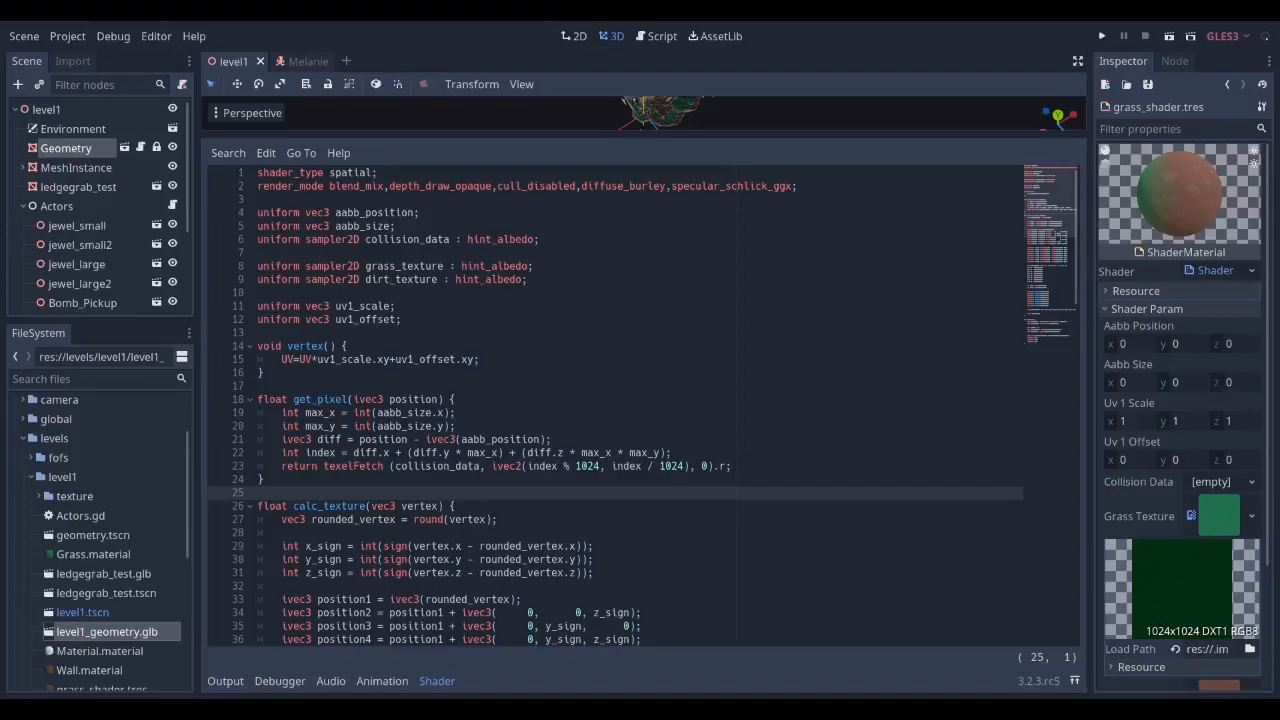 Scene Project Debug Editor Help 2D 3D Script AssetLib GLES3
Scene Import
Filter nodes
level1
Environment
Geometry
MeshInstance
ledgegrab_test
Actors
jewel_small
jewel_small2
jewel_large
jewel_large2
Bomb_Pickup
FileSystem
res://levels/level1/level1_
Search files
camera
global
levels
fofs
level1
texture
Actors.gd
geometry.tscn
Grass.material
ledgegrab_test.glb
ledgegrab_test.tscn
level1.tscn
level1_geometry.glb
Material.material
Wall.material
grass_shader.tres
level1 Melanie
Transform View
Perspective
Search Edit Go To Help
1 shader_type spatial;
2 render_mode blend_mix,depth_draw_opaque,cull_disabled,diffuse_burley,specular_schlick_ggx;
3
4 uniform vec3 aabb_position;
5 uniform vec3 aabb_size;
6 uniform sampler2D collision_data : hint_albedo;
7
8 uniform sampler2D grass_texture : hint_albedo;
9 uniform sampler2D dirt_texture : hint_albedo;
10
11 uniform vec3 uv1_scale;
12 uniform vec3 uv1_offset;
13
14 void vertex() {
15 UV=UV*uv1_scale.xy+uv1_offset.xy;
16 }
17
18 float get_pixel(ivec3 position) {
19 int max_x = int(aabb_size.x);
20 int max_y = int(aabb_size.y);
21 ivec3 diff = position - ivec3(aabb_position);
22 int index = diff.x + (diff.y * max_x) + (diff.z * max_x * max_y);
23 return texelFetch (collision_data, ivec2(index % 1024, index / 1024), 0).r;
24 }
25
26 float calc_texture(vec3 vertex) {
27 vec3 rounded_vertex = round(vertex);
28
29 int x_sign = int(sign(vertex.x - rounded_vertex.x));
30 int y_sign = int(sign(vertex.y - rounded_vertex.y));
31 int z_sign = int(sign(vertex.z - rounded_vertex.z));
32
33 ivec3 position1 = ivec3(rounded_vertex);
34 ivec3 position2 = position1 + ivec3( 0, 0, z_sign);
35 ivec3 position3 = position1 + ivec3( 0, y_sign, 0);
36 ivec3 position4 = position1 + ivec3( 0, y_sign, z_sign);
( 25, 1)
Output Debugger Audio Animation Shader 3.2.3.rc5
Inspector Node
grass_shader.tres
Filter properties
ShaderMaterial
Shader Shader
Resource
Shader Param
Aabb Position
x 0 y 0 z 0
Aabb Size
x 0 y 0 z 0
Uv 1 Scale
x 1 y 1 z 1
Uv 1 Offset
x 0 y 0 z 0
Collision Data [empty]
Grass Texture
1024x1024 DXT1 RGB8
Load Path res://.im
Resource